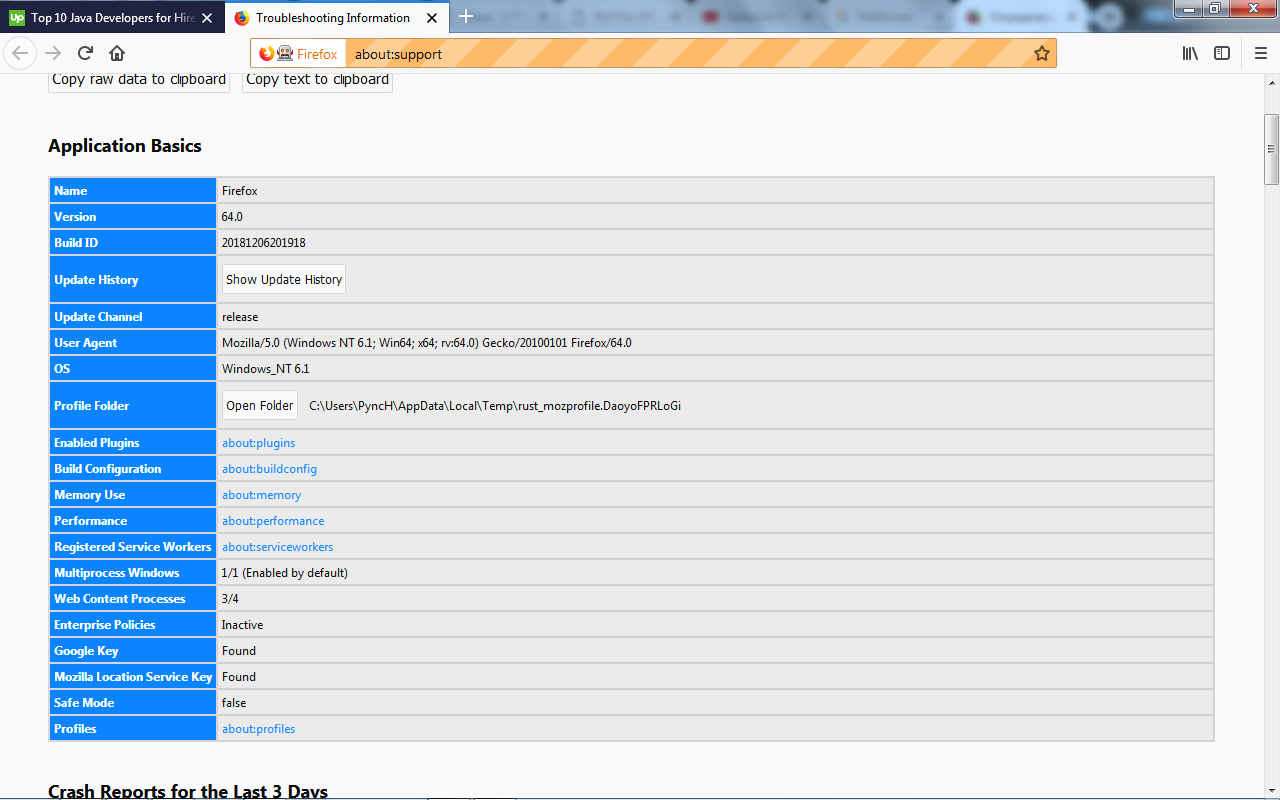 Top 10 Java Developers for Hire
Troubleshooting Information
Firefox
about:support
Copy raw data to clipboard
Copy text to clipboard
Application Basics
Name Firefox
Version 64.0
Build ID 20181206201918
Update History Show Update History
Update Channel release
User Agent Mozilla/5.0 (Windows NT 6.1; Win64; x64; rv:64.0) Gecko/20100101 Firefox/64.0
OS Windows_NT 6.1
Profile Folder Open Folder C:\Users\PyncH\AppData\Local\Temp\rust_mozprofile.DaoyoFPRLoGi
Enabled Plugins about:plugins
Build Configuration about:buildconfig
Memory Use about:memory
Performance about:performance
Registered Service Workers about:serviceworkers
Multiprocess Windows 1/1 (Enabled by default)
Web Content Processes 3/4
Enterprise Policies Inactive
Google Key Found
Mozilla Location Service Key Found
Safe Mode false
Profiles about:profiles
Crash Reports for the Last 3 Days